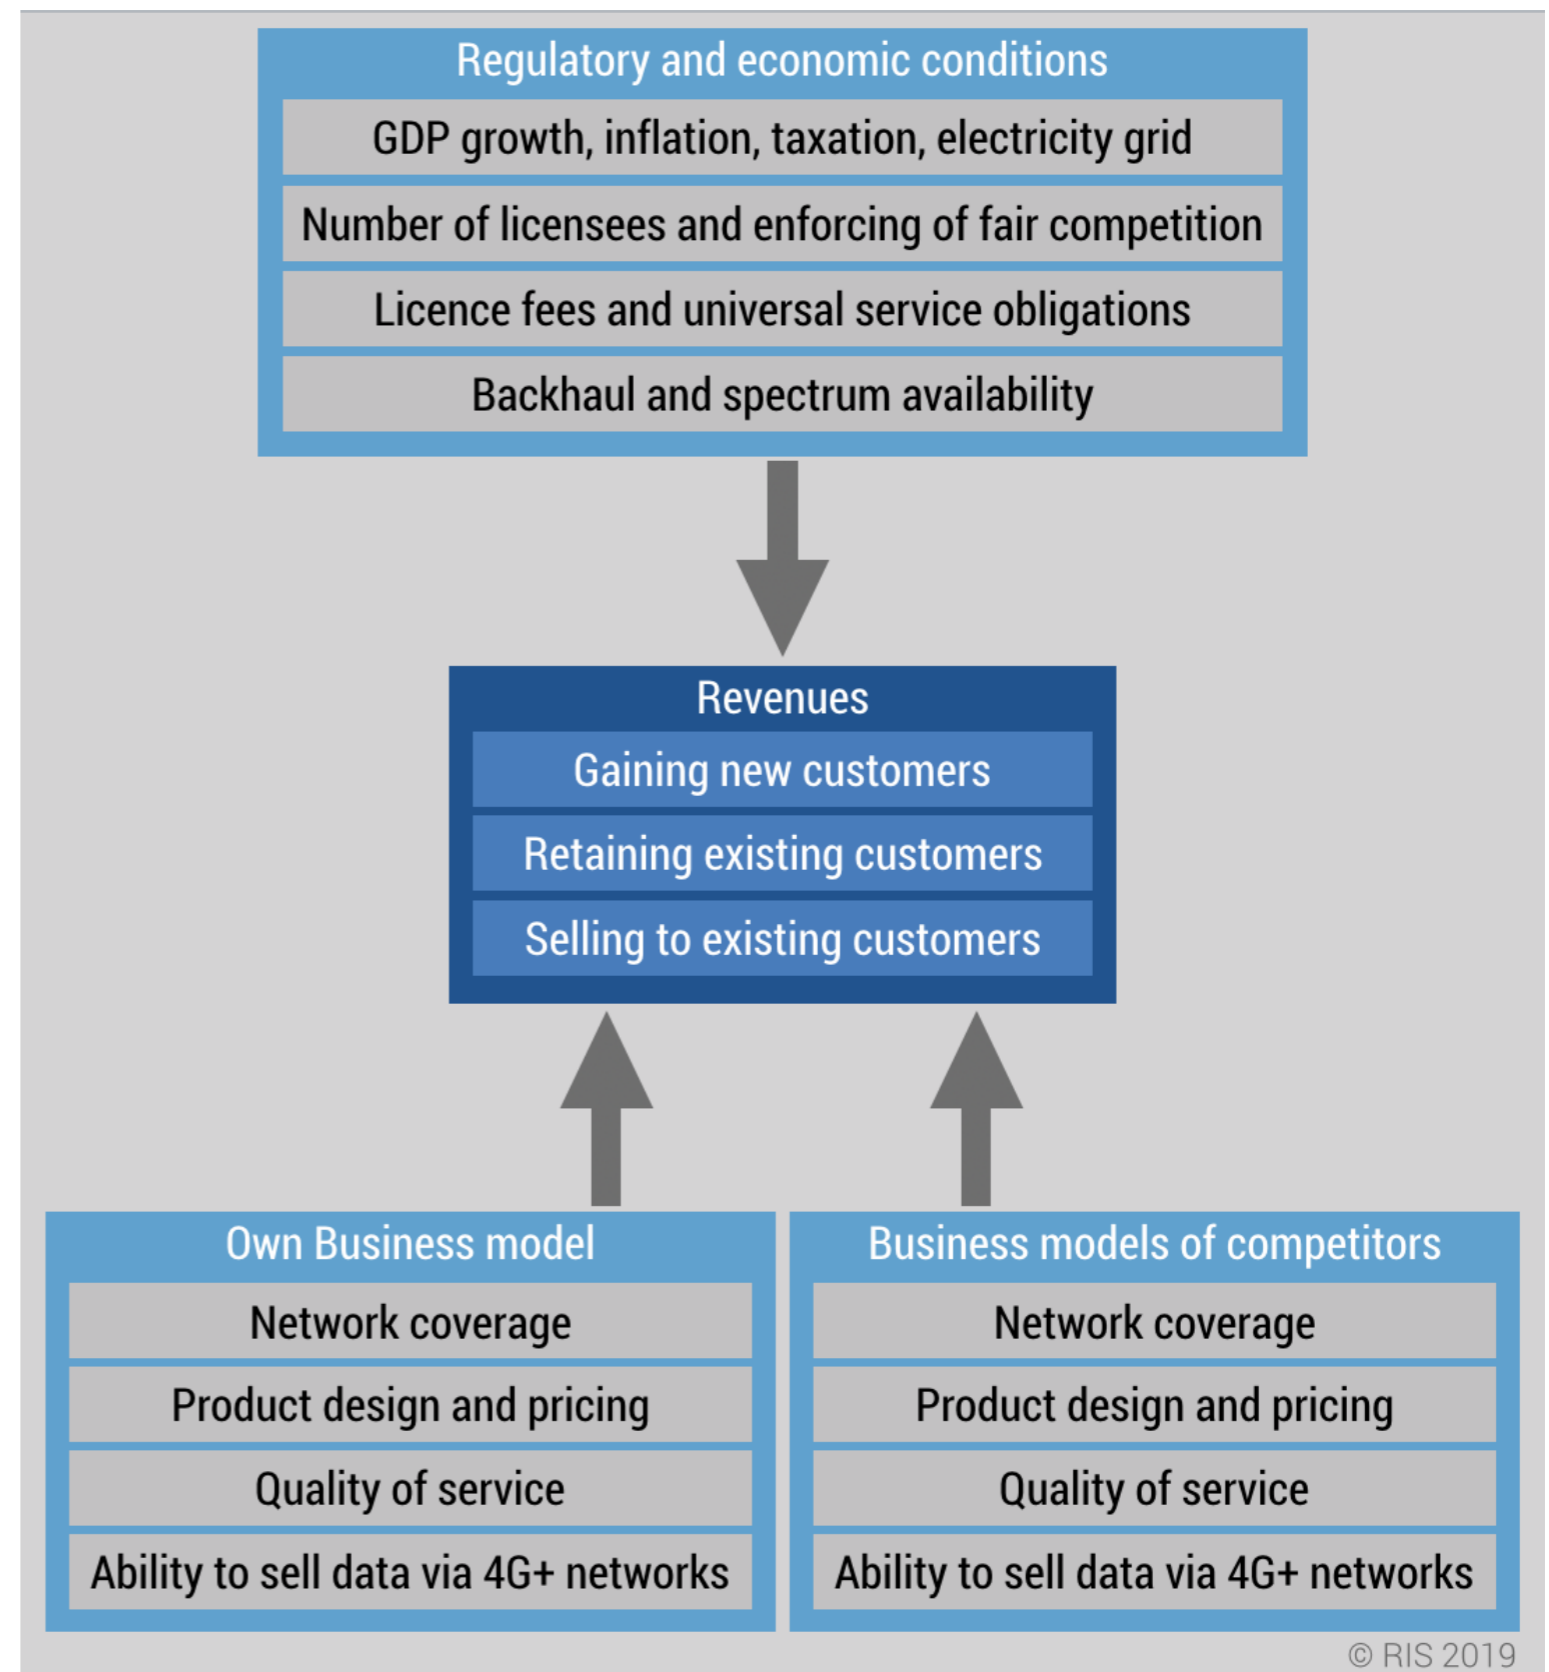 Regulatory and economic conditions
GDP growth, inflation, taxation, electricity grid
Number of licensees and enforcing of fair competition
Licence fees and universal service obligations
Backhaul and spectrum availability
Revenues
Gaining new customers
Retaining existing customers
Selling to existing customers
Own Business model
Network coverage
Product design and pricing
Quality of service
Ability to sell data via 4G+ networks
Business models of competitors
Network coverage
Product design and pricing
Quality of service
Ability to sell data via 4G+ networks
© RIS 2019